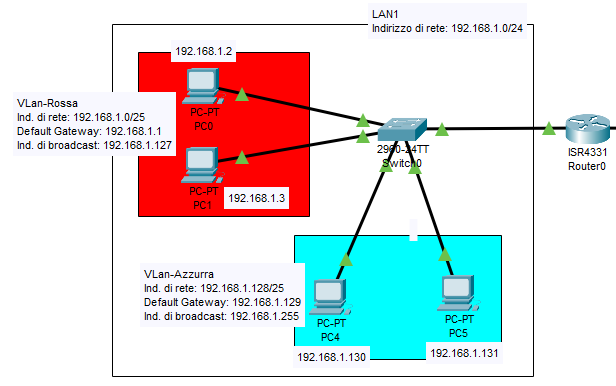 LAN1
Indirizzo di rete: 192.168.1.0/24
192.168.1.2
VLan-Rossa
Ind. di rete: 192.168.1.0/25
Default Gateway: 192.168.1.1
Ind. di broadcast: 192.168.1.127
PC-PT
PC0
2960-24TT
Switch0
ISR4331
Router0
PC-PT
PC1
192.168.1.3
VLan-Azzurra
Ind. di rete: 192.168.1.128/25
Default Gateway: 192.168.1.129
Ind. di broadcast: 192.168.1.255
PC-PT
PC4
PC-PT
PC5
192.168.1.130
192.168.1.131